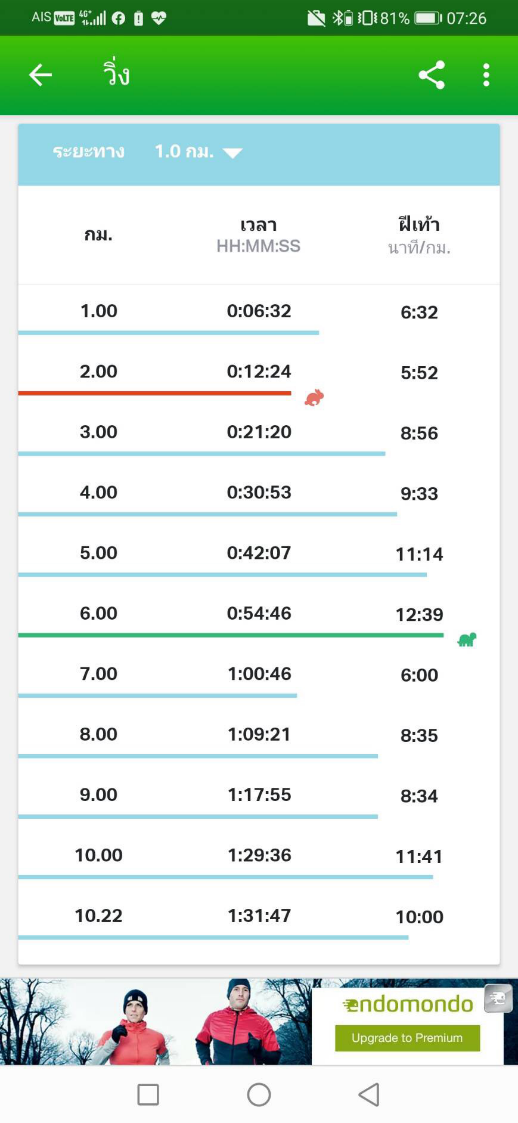 AIS VoLTE 4G+ 81% 07:26
วิ่ง
ระยะทาง 1.0 กม.
กม. เวลา ฝีเท้า
HH:MM:SS นาที/กม.
1.00 0:06:32 6:32
2.00 0:12:24 5:52
3.00 0:21:20 8:56
4.00 0:30:53 9:33
5.00 0:42:07 11:14
6.00 0:54:46 12:39
7.00 1:00:46 6:00
8.00 1:09:21 8:35
9.00 1:17:55 8:34
10.00 1:29:36 11:41
10.22 1:31:47 10:00
endomondo
Upgrade to Premium